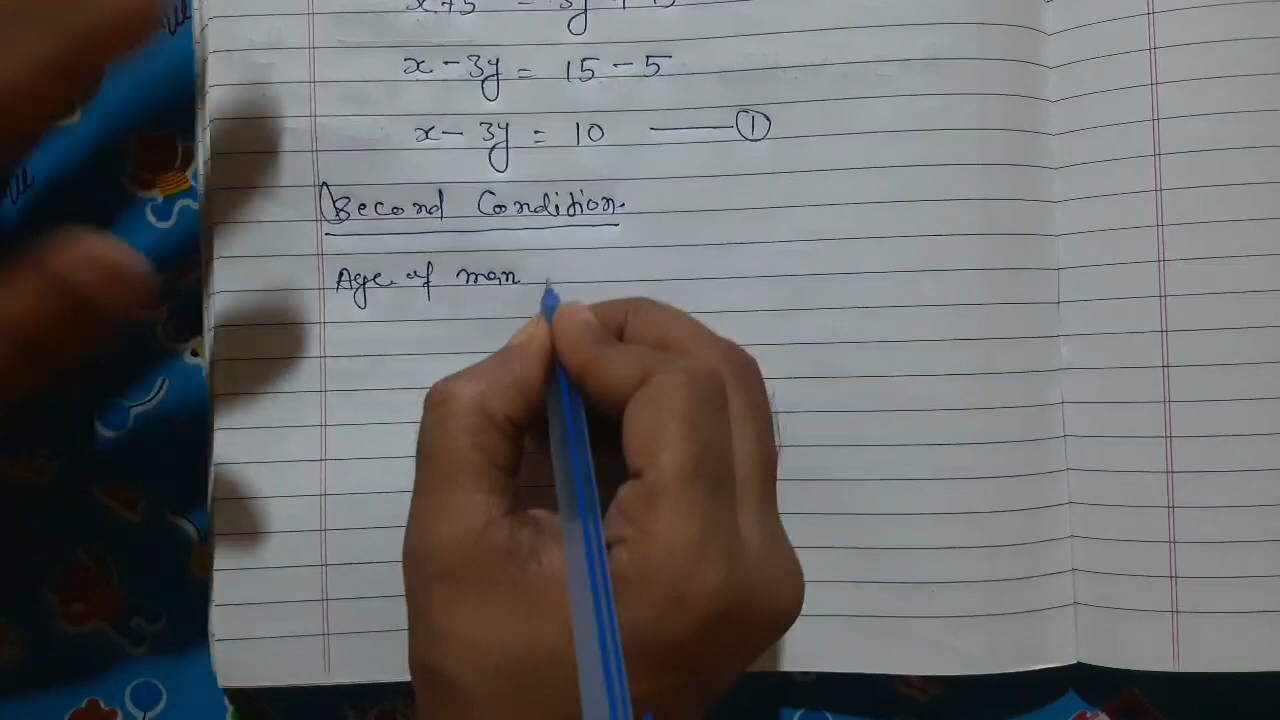 x - 3y = 15 - 5
x - 3y = 10 —— ①
Second Condition.
Age of man